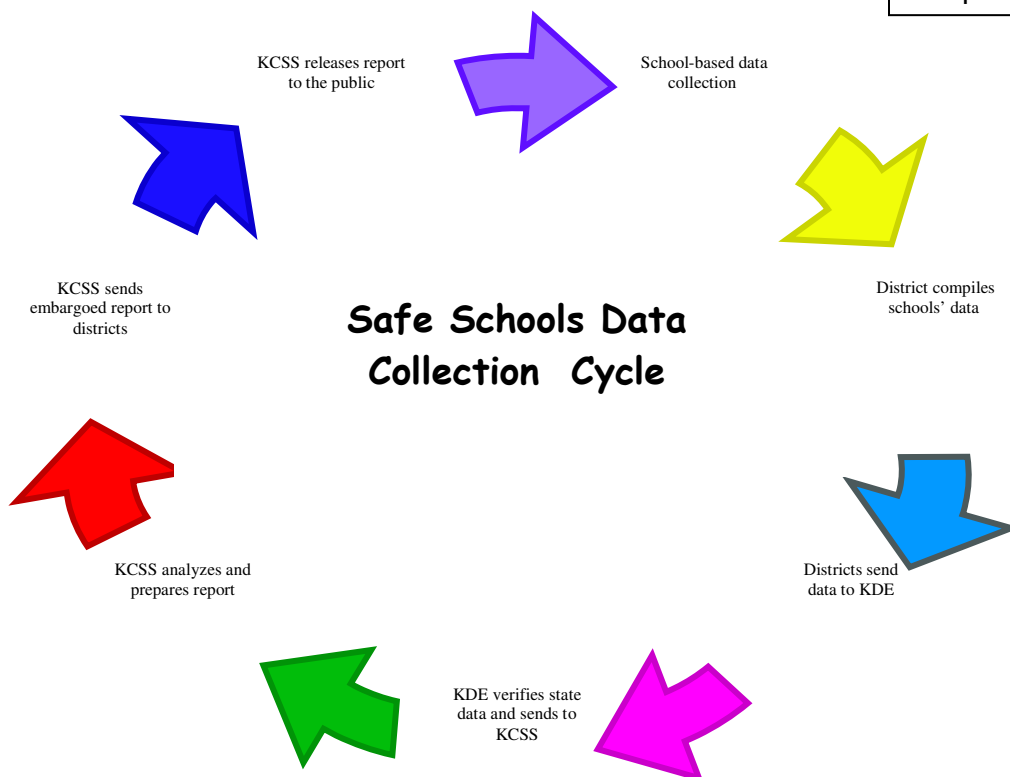 KCSS releases report
to the public
School-based data
collection
District compiles
schools’ data
Districts send
data to KDE
KDE verifies state
data and sends to
KCSS
KCSS analyzes and
prepares report
KCSS sends
embargoed report to
districts
Safe Schools Data
Collection Cycle